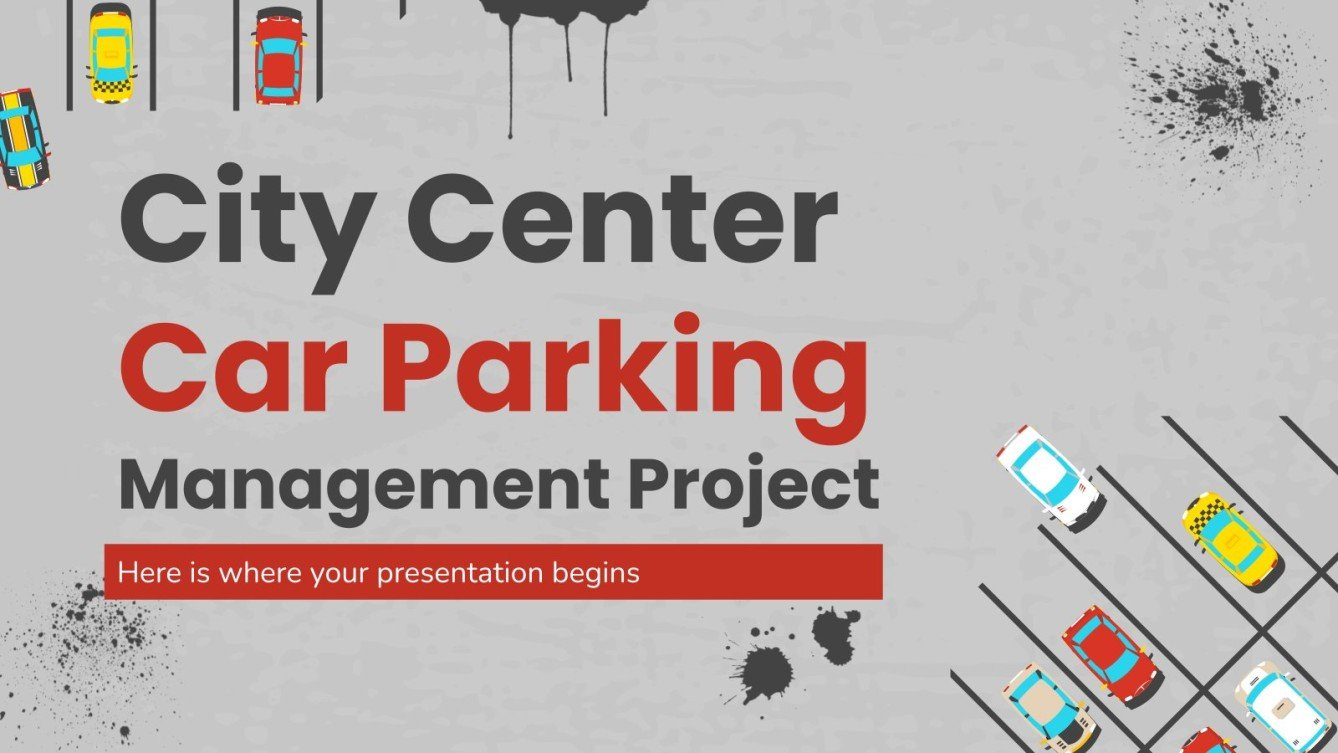 City Center
Car Parking
Management Project
Here is where your presentation begins